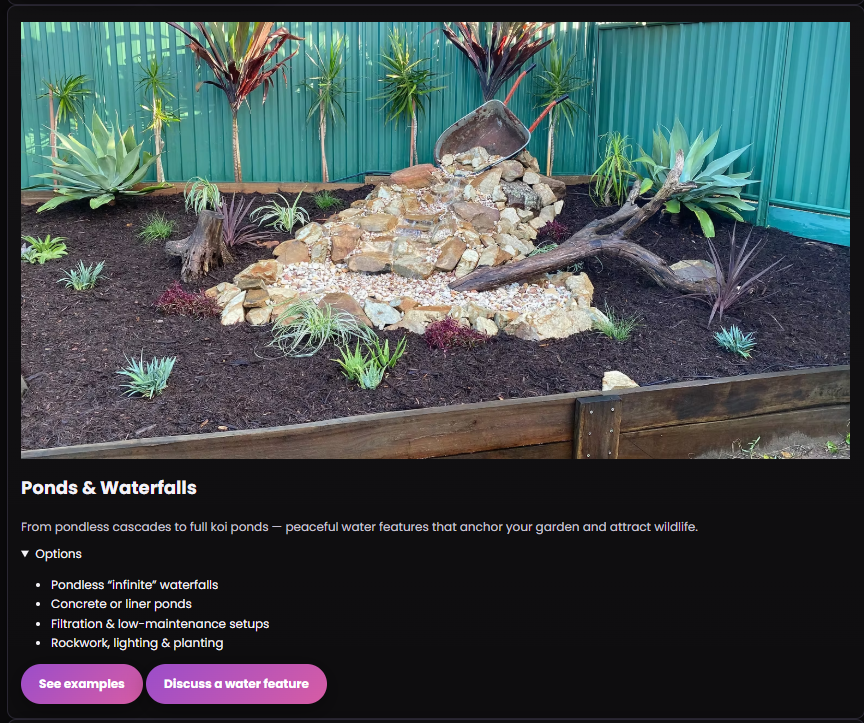 Ponds & Waterfalls
From pondless cascades to full koi ponds — peaceful water features that anchor your garden and attract wildlife.
▼ Options
• Pondless “infinite” waterfalls
• Concrete or liner ponds
• Filtration & low-maintenance setups
• Rockwork, lighting & planting
See examples
Discuss a water feature